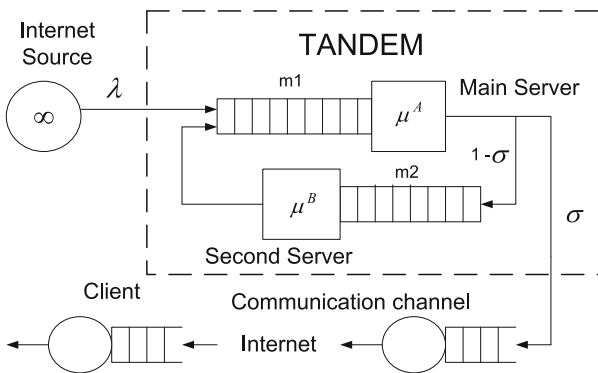 Internet
Source
TANDEM
λ
m1
Main Server
∞
μ^A
1-σ
m2
μ^B
σ
Second Server
Client
Communication channel
Internet